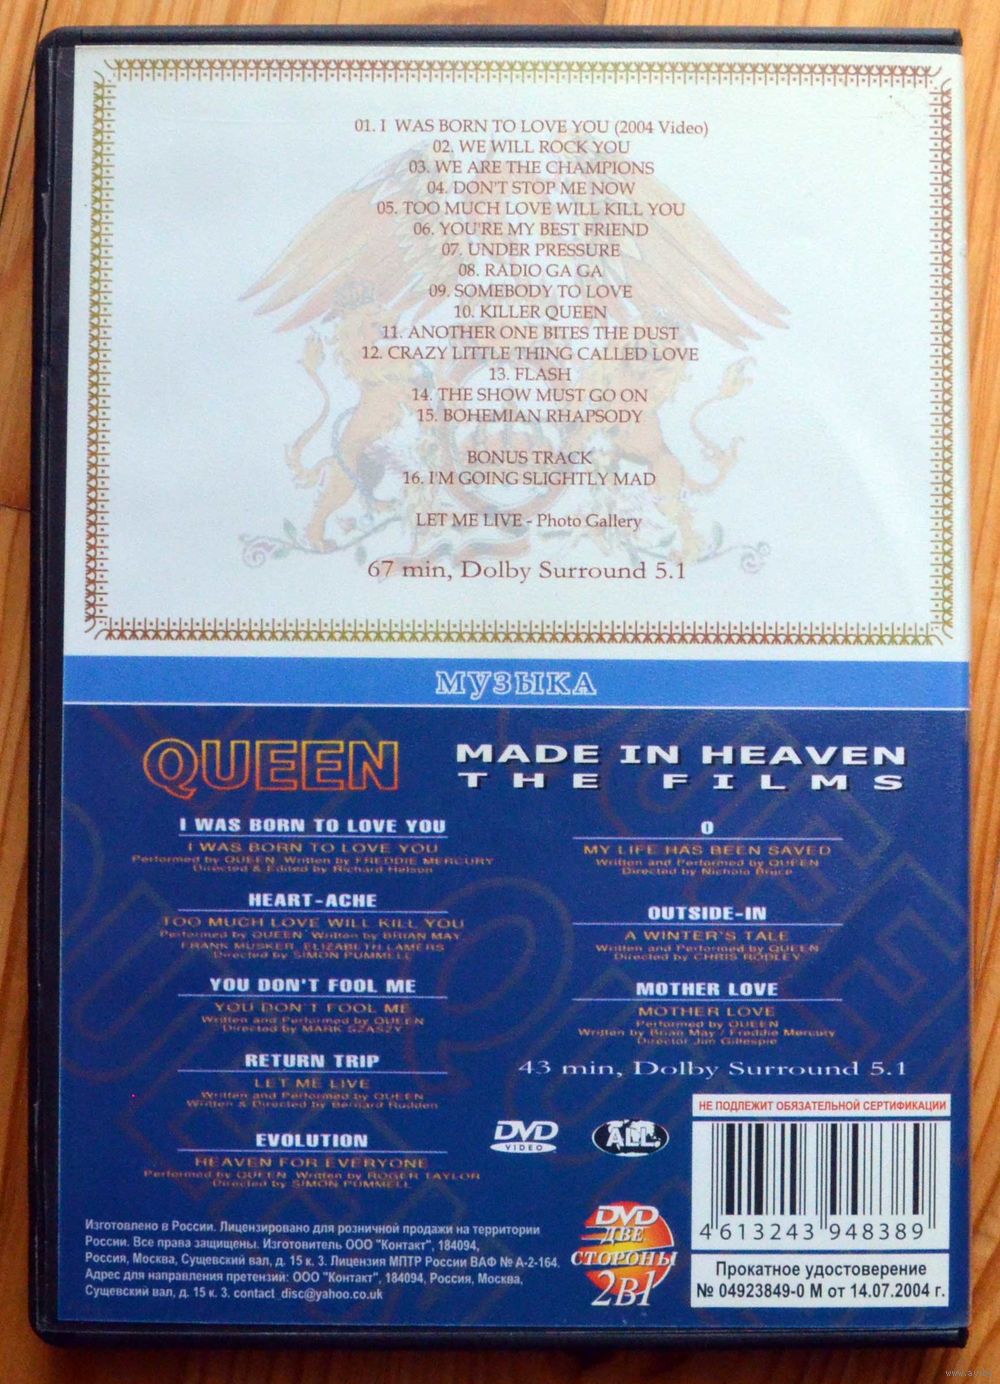 01. I WAS BORN TO LOVE YOU (2004 Video)
02. WE WILL ROCK YOU
03. WE ARE THE CHAMPIONS
04. DON'T STOP ME NOW
05. TOO MUCH LOVE WILL KILL YOU
06. YOU'RE MY BEST FRIEND
07. UNDER PRESSURE
08. RADIO GA GA
09. SOMEBODY TO LOVE
10. KILLER QUEEN
11. ANOTHER ONE BITES THE DUST
12. CRAZY LITTLE THING CALLED LOVE
13. FLASH
14. THE SHOW MUST GO ON
15. BOHEMIAN RHAPSODY
BONUS TRACK
16. I'M GOING SLIGHTLY MAD
LET ME LIVE - Photo Gallery
67 min, Dolby Surround 5.1
МУЗЫКА
QUEEN
MADE IN HEAVEN
THE FILMS
I WAS BORN TO LOVE YOU
I WAS BORN TO LOVE YOU
Performed by QUEEN Written by FREDDIE MERCURY
Directed & Edited by Richard Helson
HEART-ACHE
TOO MUCH LOVE WILL KILL YOU
Performed by QUEEN Written by BRIAN MAY
FRANK MUSKER, ELIZABETH LAMERS
Directed by SIMON PUMMELL
YOU DON'T FOOL ME
YOU DON'T FOOL ME
Written and Performed by QUEEN
Directed by MARK SZASZY
RETURN TRIP
LET ME LIVE
Written and Performed by QUEEN
Written & Directed by Bernard Rudden
EVOLUTION
HEAVEN FOR EVERYONE
Performed by QUEEN Written by ROGER TAYLOR
Directed by SIMON PUMMELL
O
MY LIFE HAS BEEN SAVED
Written and Performed by QUEEN
Directed by Nichola Bruce
OUTSIDE-IN
A WINTER'S TALE
Written and Performed by QUEEN
Directed by CHRIS RODLEY
MOTHER LOVE
MOTHER LOVE
Performed by QUEEN
Written by Brian May / Freddie Mercury
Director Jim Gillespie
43 min, Dolby Surround 5.1
DVD
VIDEO
ALL
НЕ ПОДЛЕЖИТ ОБЯЗАТЕЛЬНОЙ СЕРТИФИКАЦИИ
4 613243 948389
Прокатное удостоверение
№ 04923849-0 М от 14.07.2004 г.
DVD
ДВЕ
СТОРОНЫ
2В1
Изготовлено в России. Лицензировано для розничной продажи на территории
России. Все права защищены. Изготовитель ООО "Контакт", 184094,
Россия, Москва, Сущевский вал, д. 15 к. 3. Лицензия МПТР России ВАФ № А-2-164.
Адрес для направления претензий: ООО "Контакт", 184094, Россия, Москва,
Сущевский вал, д. 15 к. 3. contact_disc@yahoo.co.uk